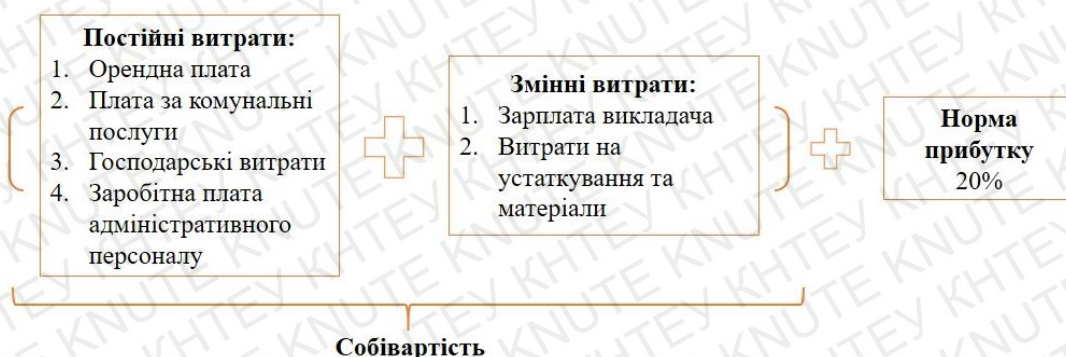 Постійні витрати:
1. Орендна плата
2. Плата за комунальні
послуги
3. Господарські витрати
4. Заробітна плата
адміністративного
персоналу
Змінні витрати:
1. Зарплата викладача
2. Витрати на
устаткування та
матеріали
Норма
прибутку
20%
Собівартість